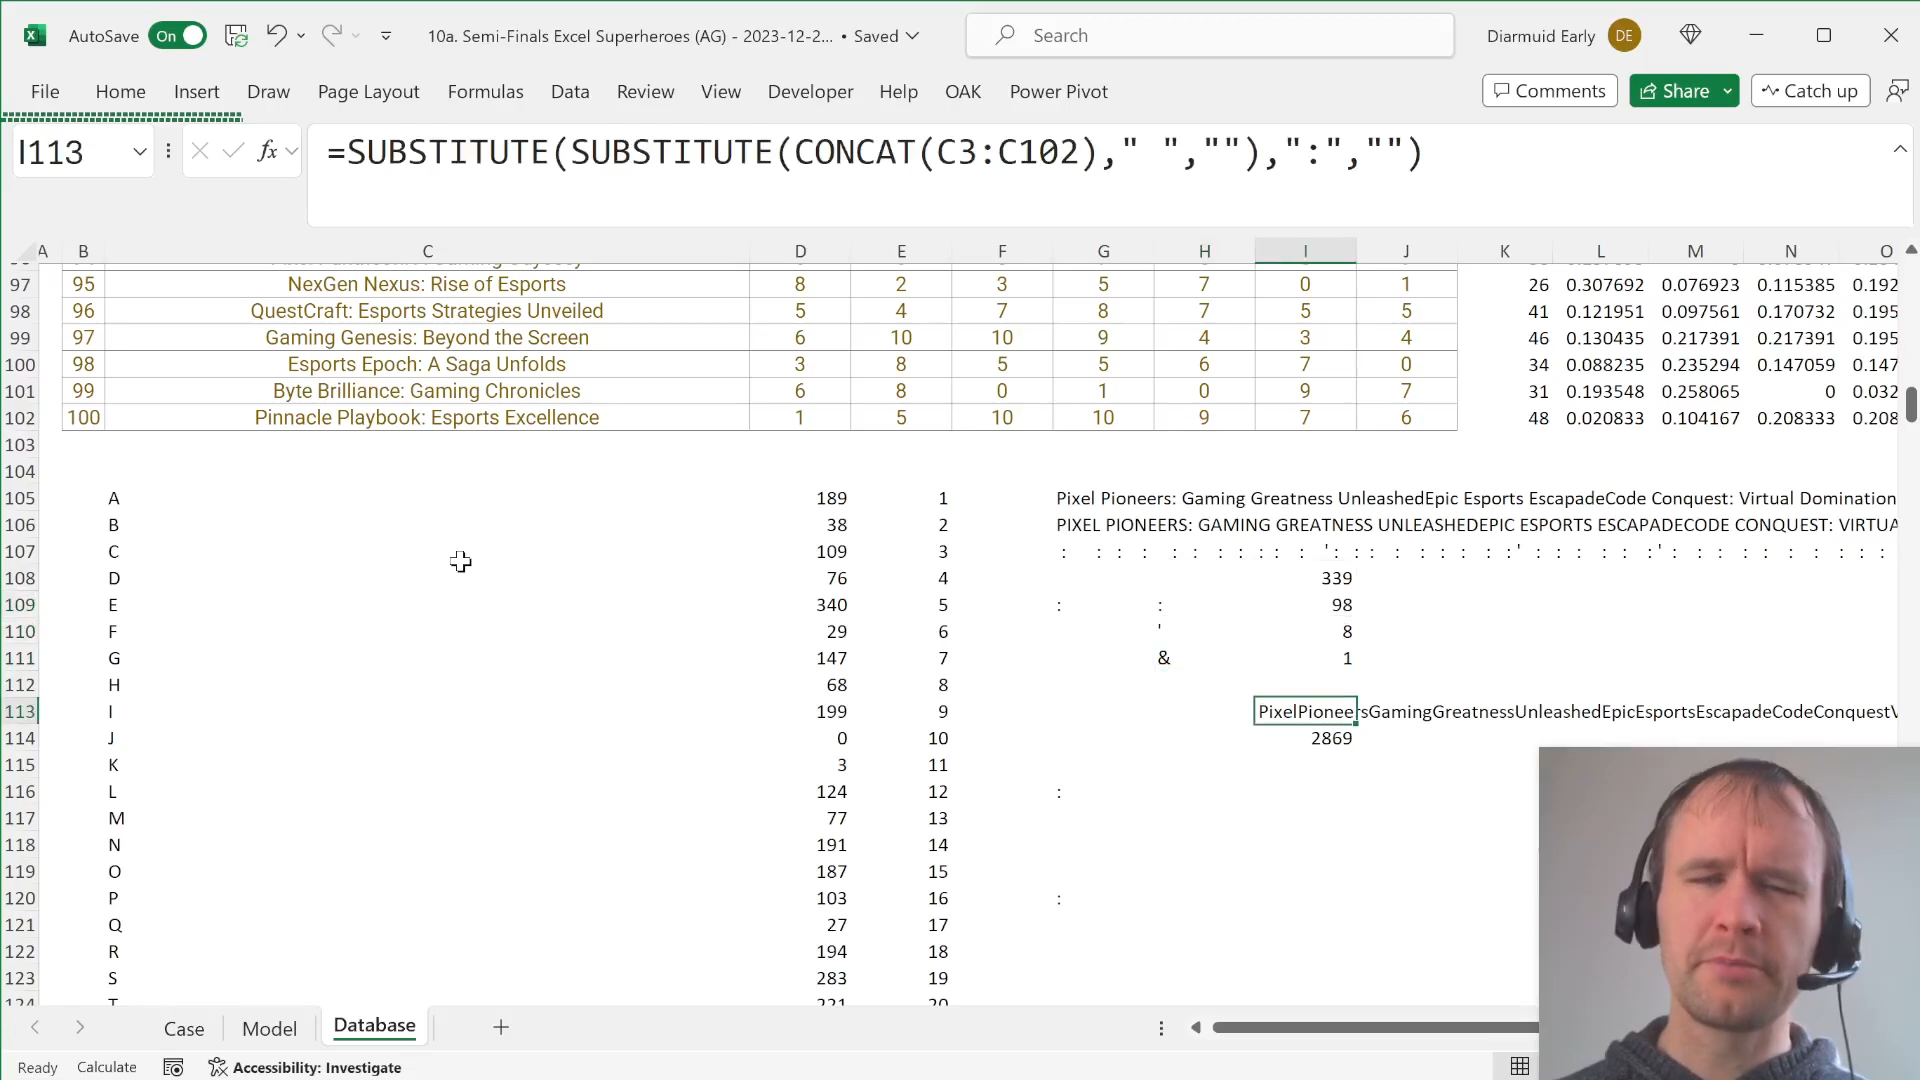 AutoSave On 10a. Semi-Finals Excel Superheroes (AG) - 2023-12-2... • Saved Search Diarmuid Early DE
File Home Insert Draw Page Layout Formulas Data Review View Developer Help OAK Power Pivot Comments Share Catch up
I113 fx =SUBSTITUTE(SUBSTITUTE(CONCAT(C3:C102)," ",""),":","")
A B C D E F G H I J K L M N O
97 95 NexGen Nexus: Rise of Esports 8 2 3 5 7 0 1 26 0.307692 0.076923 0.115385 0.192
98 96 QuestCraft: Esports Strategies Unveiled 5 4 7 8 7 5 5 41 0.121951 0.097561 0.170732 0.195
99 97 Gaming Genesis: Beyond the Screen 6 10 10 9 4 3 4 46 0.130435 0.217391 0.217391 0.195
100 98 Esports Epoch: A Saga Unfolds 3 8 5 5 6 7 0 34 0.088235 0.235294 0.147059 0.147
101 99 Byte Brilliance: Gaming Chronicles 6 8 0 1 0 9 7 31 0.193548 0.258065 0 0.032
102 100 Pinnacle Playbook: Esports Excellence 1 5 10 10 9 7 6 48 0.020833 0.104167 0.208333 0.208
103
104
105 A 189 1 Pixel Pioneers: Gaming Greatness UnleashedEpic Esports EscapadeCode Conquest: Virtual Domination
106 B 38 2 PIXEL PIONEERS: GAMING GREATNESS UNLEASHEDEPIC ESPORTS ESCAPADECODE CONQUEST: VIRTUA
107 C 109 3 : : : : : : : : : : : ': : : : : : : : :' : : : : : :' : : : : : : : : : :
108 D 76 4 339
109 E 340 5 : : 98
110 F 29 6 ' 8
111 G 147 7 & 1
112 H 68 8
113 I 199 9 PixelPioneersGamingGreatnessUnleashedEpicEsportsEscapadeCodeConquestV
114 J 0 10 2869
115 K 3 11
116 L 124 12 :
117 M 77 13
118 N 191 14
119 O 187 15
120 P 103 16 :
121 Q 27 17
122 R 194 18
123 S 283 19
124 T 221 20
Case Model Database
Ready Calculate Accessibility: Investigate